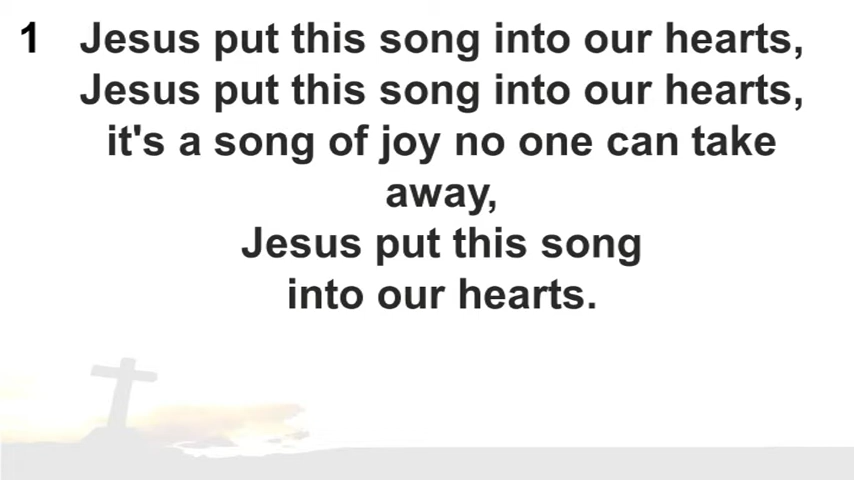 1 Jesus put this song into our hearts,
Jesus put this song into our hearts,
it's a song of joy no one can take
away,
Jesus put this song
into our hearts.